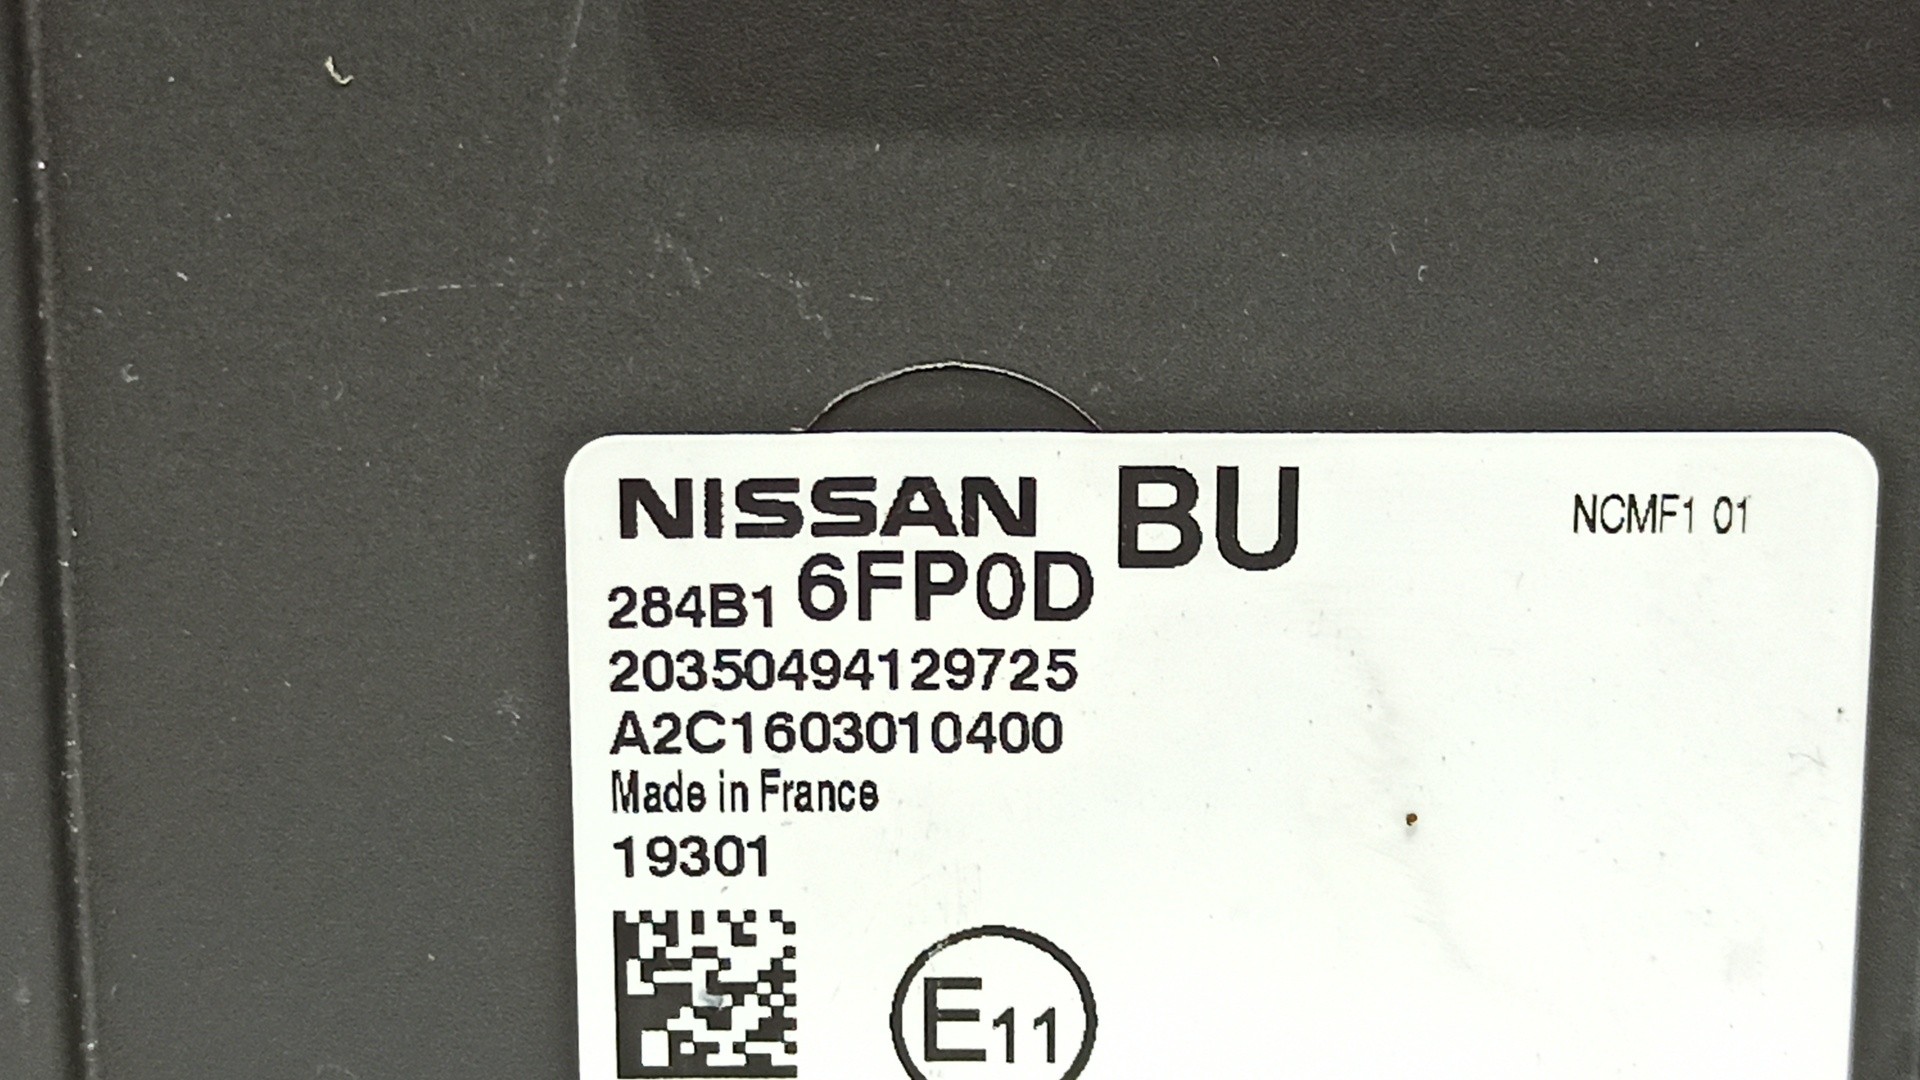 NISSAN BU NCMF1 01
284B1 6FP0D
20350494129725
A2C1603010400
Made in France
19301
E11